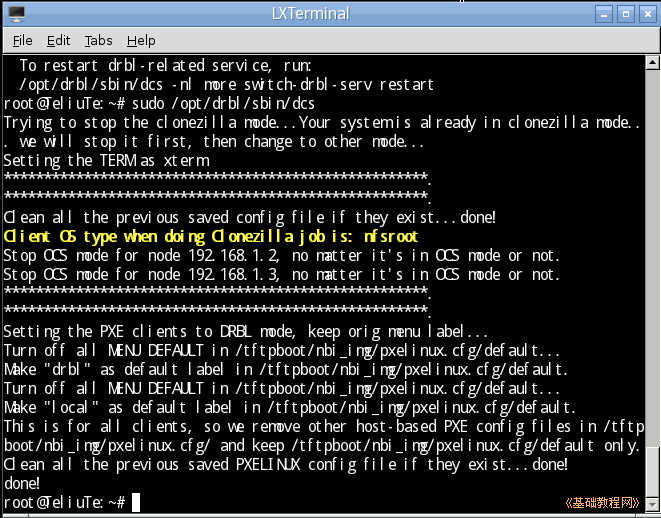 LXTerminal
File Edit Tabs Help
To restart drbl-related service, run:
/opt/drbl/sbin/dcs -nl more switch-drbl-serv restart
root@TeliuTe:~# sudo /opt/drbl/sbin/dcs
Trying to stop the clonezilla mode...Your system is already in clonezilla mode..
. we will stop it first, then change to other mode...
Setting the TERM as xterm
*****************************************************.
*****************************************************.
Clean all the previous saved config file if they exist...done!
Client OS type when doing Clonezilla job is: nfsroot
Stop OCS mode for node 192.168.1.2, no matter it's in OCS mode or not.
Stop OCS mode for node 192.168.1.3, no matter it's in OCS mode or not.
*****************************************************.
*****************************************************.
Setting the PXE clients to DRBL mode, keep orig menu label...
Turn off all MENU DEFAULT in /tftpboot/nbi_img/pxelinux.cfg/default...
Make "drbl" as default label in /tftpboot/nbi_img/pxelinux.cfg/default.
Turn off all MENU DEFAULT in /tftpboot/nbi_img/pxelinux.cfg/default...
Make "local" as default label in /tftpboot/nbi_img/pxelinux.cfg/default.
This is for all clients, so we remove other host-based PXE config files in /tftp
boot/nbi_img/pxelinux.cfg/ and keep /tftpboot/nbi_img/pxelinux.cfg/default only.
Clean all the previous saved PXELINUX config file if they exist...done!
done!
root@TeliuTe:~#
《基础教程网》